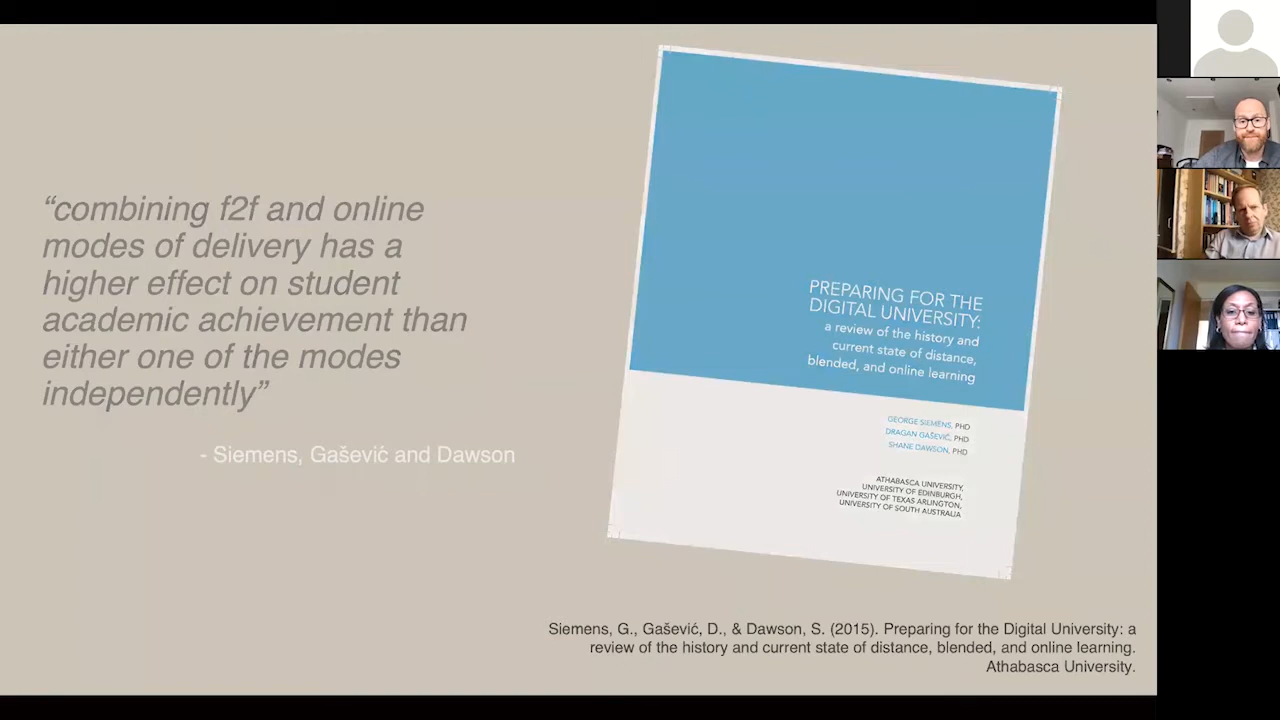 “combining f2f and online
modes of delivery has a
higher effect on student
academic achievement than
either one of the modes
independently”
- Siemens, Gašević and Dawson
PREPARING FOR THE
DIGITAL UNIVERSITY:
a review of the history and
current state of distance,
blended, and online learning
GEORGE SIEMENS, PHD
DRAGAN GAŠEVIĆ, PHD
SHANE DAWSON, PHD
ATHABASCA UNIVERSITY,
UNIVERSITY OF EDINBURGH,
UNIVERSITY OF TEXAS ARLINGTON,
UNIVERSITY OF SOUTH AUSTRALIA
Siemens, G., Gašević, D., & Dawson, S. (2015). Preparing for the Digital University: a
review of the history and current state of distance, blended, and online learning.
Athabasca University.